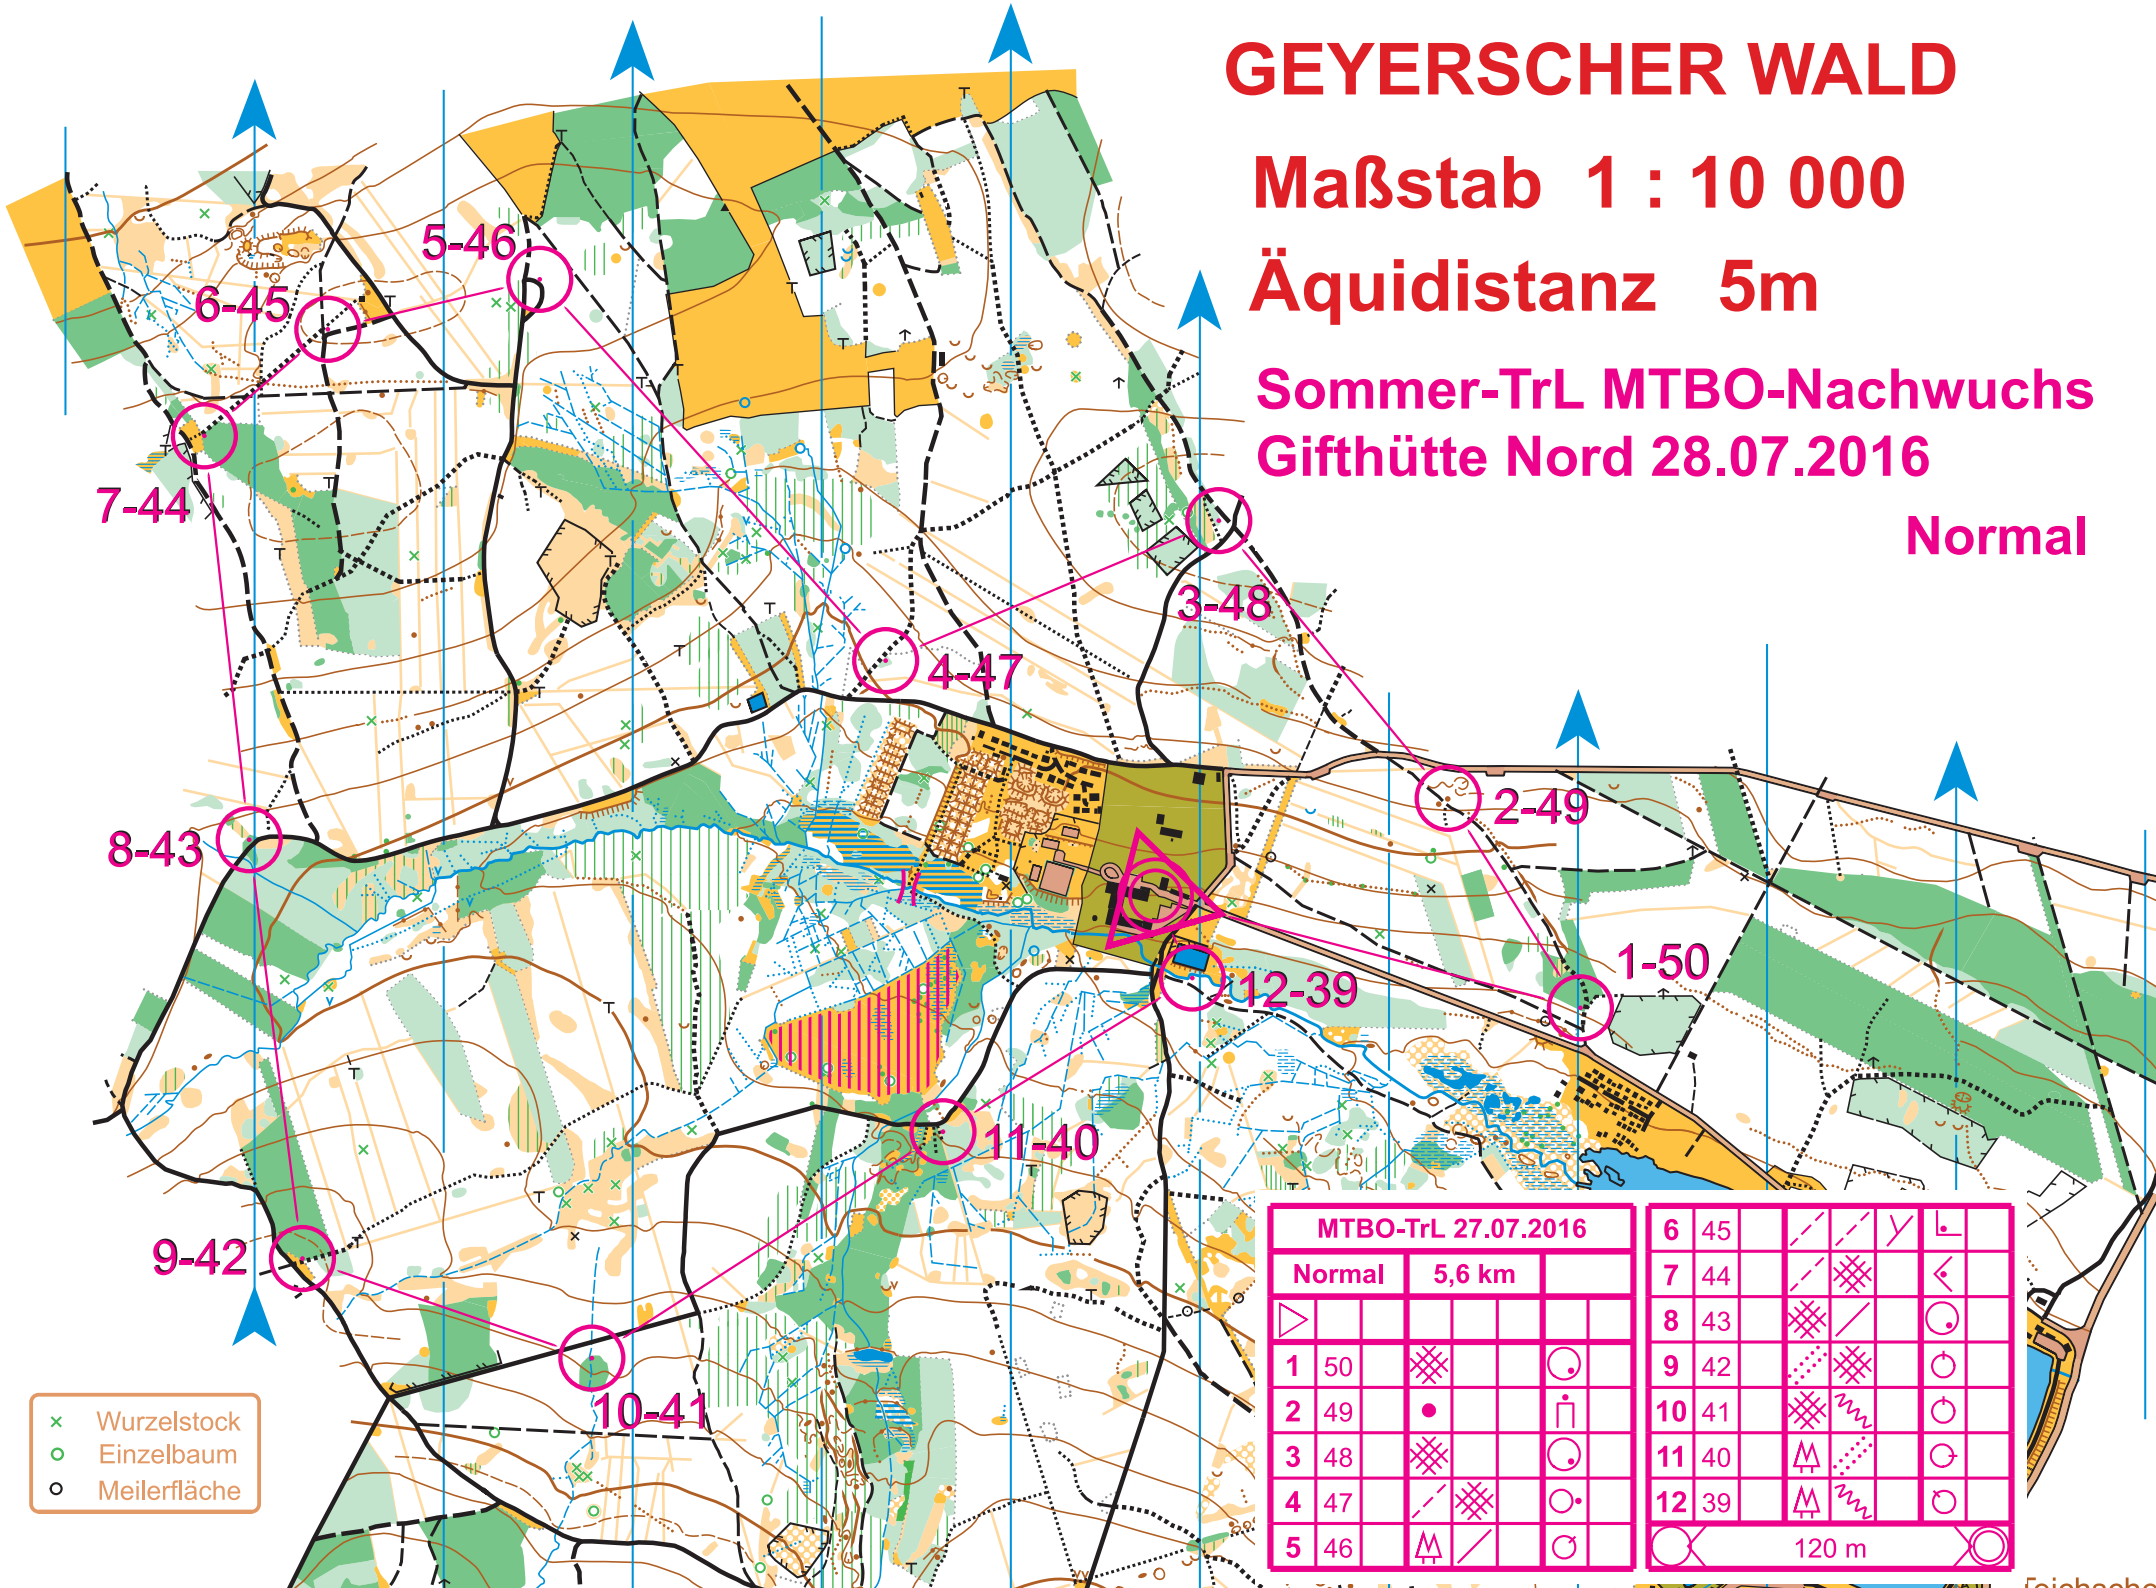 GEYERSCHER WALD
Maßstab 1 : 10 000
Äquidistanz 5m
Sommer-TrL MTBO-Nachwuchs
Gifthütte Nord 28.07.2016
Normal
5-46
6-45
7-44
3-48
4-47
2-49
8-43
1-50
12-39
11-40
9-42
10-41
Wurzelstock
Einzelbaum
Meilerfläche
MTBO-TrL 27.07.2016
Normal 5,6 km
1 50
2 49
3 48
4 47
5 46
6 45
7 44
8 43
9 42
10 41
11 40
12 39
120 m